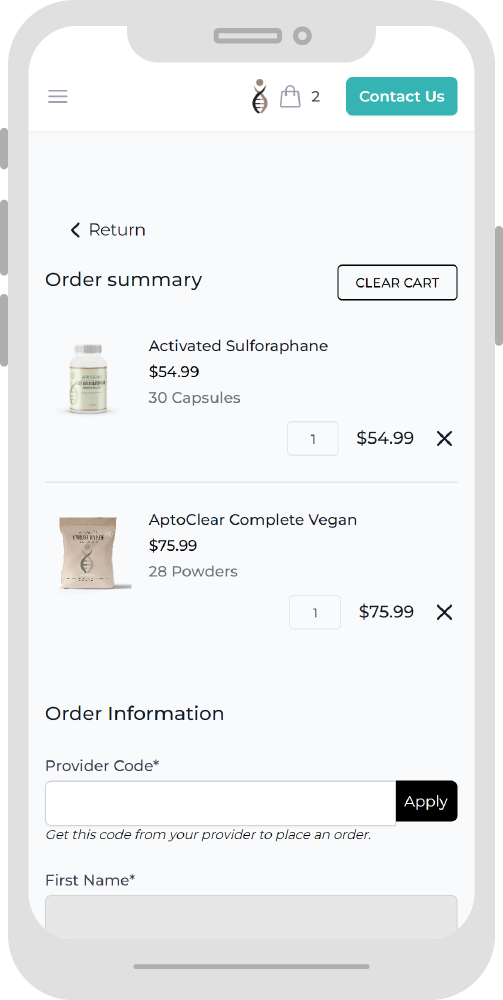 2
Contact Us
Return
Order summary
CLEAR CART
Activated Sulforaphane
$54.99
30 Capsules
1
$54.99
AptoClear Complete Vegan
$75.99
28 Powders
1
$75.99
Order Information
Provider Code*
Apply
Get this code from your provider to place an order.
First Name*